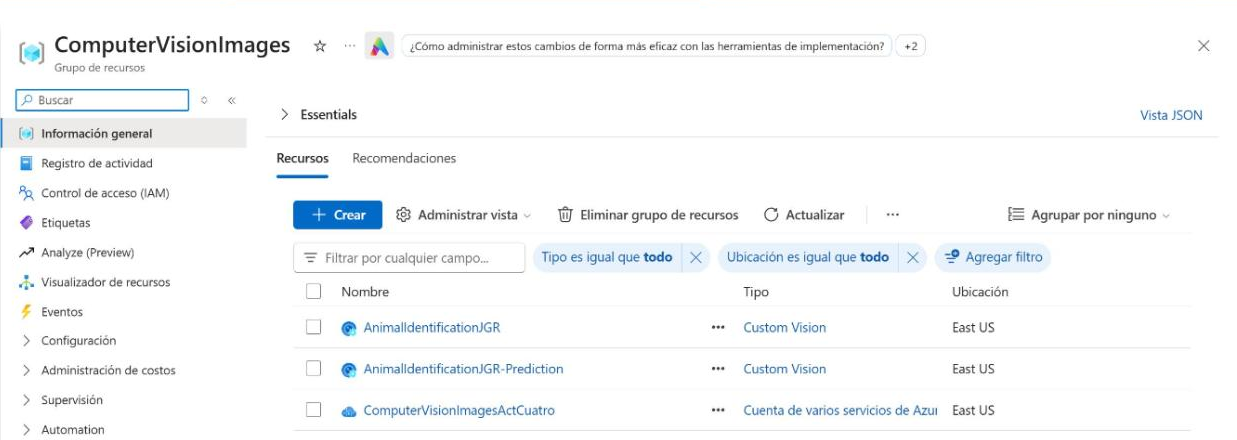 ComputerVisionImages
¿Cómo administrar estos cambios de forma más eficaz con las herramientas de implementación?
+2
Grupo de recursos
Buscar
Información general
Registro de actividad
Control de acceso (IAM)
Etiquetas
Analyze (Preview)
Visualizador de recursos
Eventos
Configuración
Administración de costos
Supervisión
Automation
Essentials
Vista JSON
Recursos Recomendaciones
+ Crear Administrar vista Eliminar grupo de recursos Actualizar ... Agrupar por ninguno
Filtrar por cualquier campo... Tipo es igual que todo Ubicación es igual que todo Agregar filtro
Nombre Tipo Ubicación
AnimalIdentificationJGR ... Custom Vision East US
AnimalIdentificationJGR-Prediction ... Custom Vision East US
ComputerVisionImagesActCuatro ... Cuenta de varios servicios de Azur East US